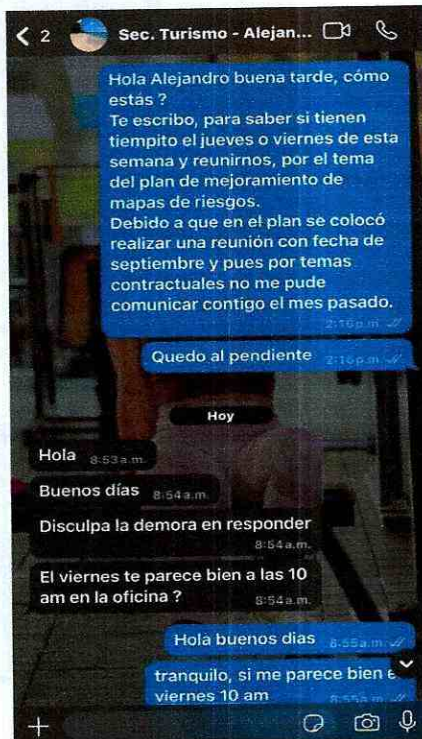 2 Sec. Turismo - Alejan...
Hola Alejandro buena tarde, cómo
estás ?
Te escribo, para saber si tienen
tiempito el jueves o viernes de esta
semana y reunirnos, por el tema
del plan de mejoramiento de
mapas de riesgos.
Debido a que en el plan se colocó
realizar una reunión con fecha de
septiembre y pues por temas
contractuales no me pude
comunicar contigo el mes pasado.
2:16 p.m.
Quedo al pendiente 2:16 p.m.
Hoy
Hola 8:53 a.m.
Buenos días 8:54 a.m.
Disculpa la demora en responder
8:54 a.m.
El viernes te parece bien a las 10
am en la oficina ? 8:54 a.m.
Hola buenos dias 8:55 a.m.
tranquilo, si me parece bien e
viernes 10 am 8:55 a.m.